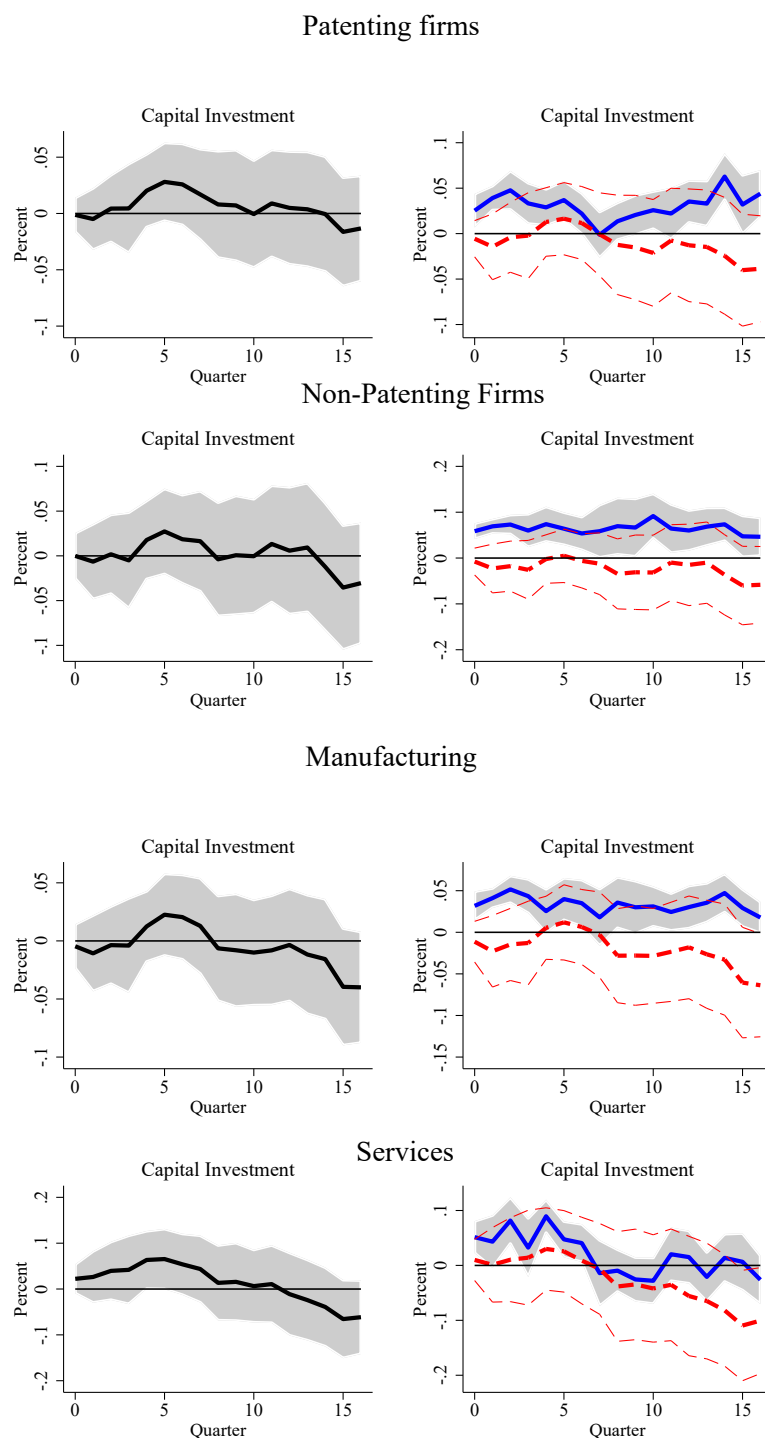 Patenting firms
Capital Investment
Percent
.05
0
-.05
-.1
0 5 10 15
Quarter
Capital Investment
Percent
.1
.05
0
-.05
-.1
0 5 10 15
Quarter
Non-Patenting Firms
Capital Investment
Percent
.1
.05
0
-.05
-.1
0 5 10 15
Quarter
Capital Investment
Percent
.2
.1
0
-.1
-.2
0 5 10 15
Quarter
Manufacturing
Capital Investment
Percent
.05
0
-.05
-.1
0 5 10 15
Quarter
Capital Investment
Percent
.05
0
-.05
-.1
-.15
0 5 10 15
Quarter
Services
Capital Investment
Percent
.2
.1
0
-.1
-.2
0 5 10 15
Quarter
Capital Investment
Percent
.1
0
-.1
-.2
0 5 10 15
Quarter